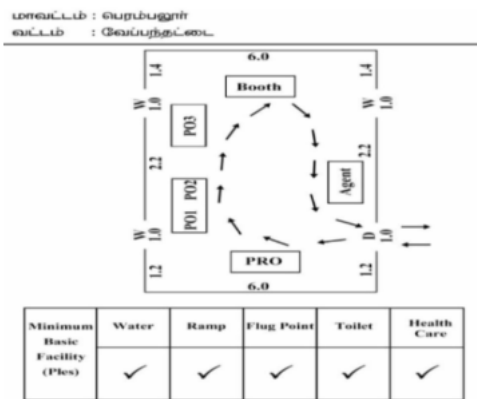 மாவட்டம் : பெரம்பலூர்
வட்டம் : வேப்பந்தட்டை
6.0
1.4
1.4
Booth
W
1.0
W
1.0
PO3
2.2
2.2
Agent
PO1 PO2
W
1.0
D
1.0
PRO
1.2
1.2
6.0
Minimum Basic Facility (Ples)
Water
Ramp
Flug Point
Toilet
Health Care
✓ ✓ ✓ ✓ ✓